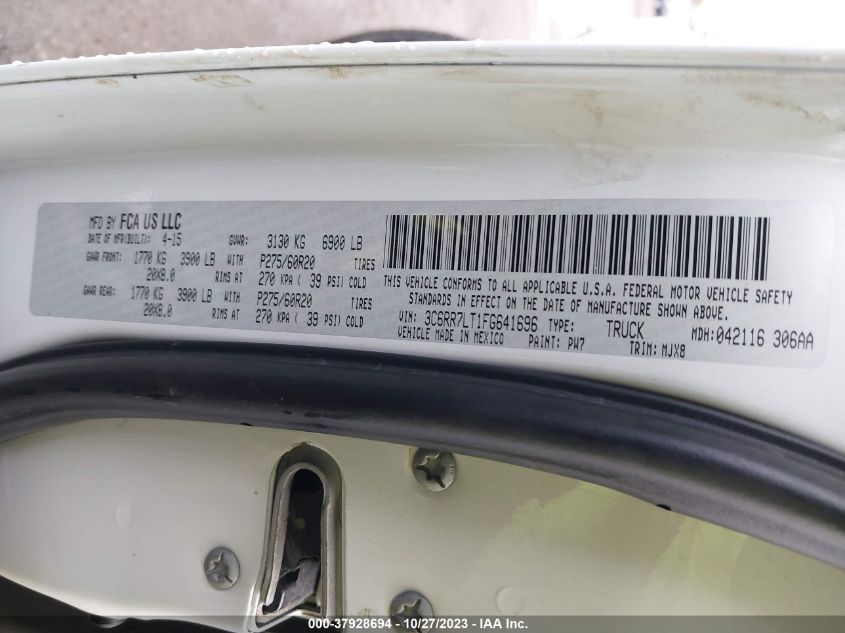 MFD BY FCA US LLC
DATE OF MFR(BUILT): 4-15 GVWR: 3130 KG 6900 LB
GAWR FRONT: 1770 KG 3900 LB WITH P275/60R20 TIRES
20X8.0 RIMS AT 270 KPA ( 39 PSI) COLD
GAWR REAR: 1770 KG 3900 LB WITH P275/60R20 TIRES
20X8.0 RIMS AT 270 KPA ( 39 PSI) COLD
THIS VEHICLE CONFORMS TO ALL APPLICABLE U.S.A. FEDERAL MOTOR VEHICLE SAFETY
STANDARDS IN EFFECT ON THE DATE OF MANUFACTURE SHOWN ABOVE.
VIN: 3C6RR7LT1FG641696 TYPE: TRUCK MDH:042116 306AA
VEHICLE MADE IN MEXICO PAINT: PW7 TRIM: MJX8
000-37928694 - 10/27/2023 - IAA Inc.